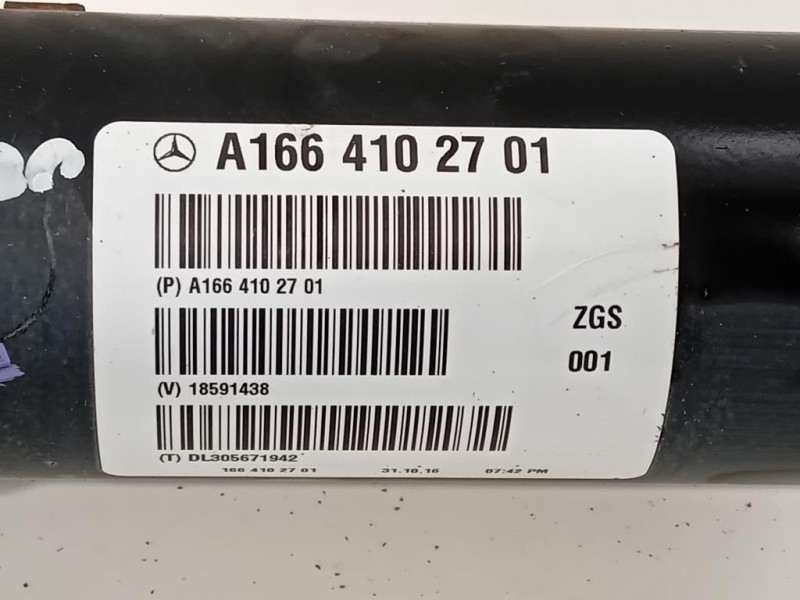 A166 410 27 01
(P) A166 410 27 01
ZGS
001
(V) 18591438
(T) DL305671942
166 410 27 01 31.10.16 07:42 PM